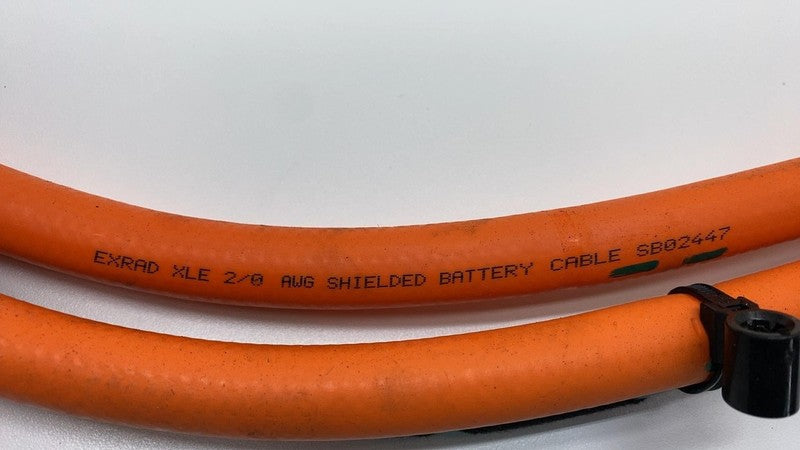 EXRAD XLE 2/0 AWG SHIELDED BATTERY CABLE SB02447